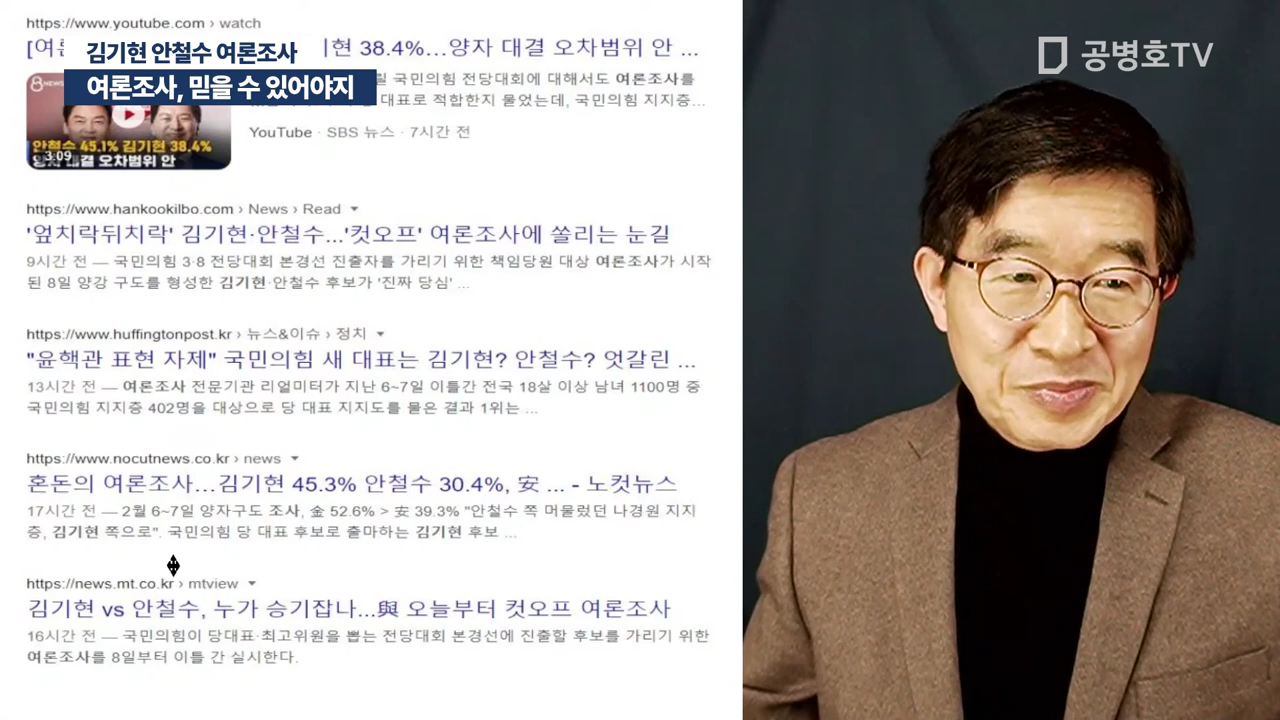 https://www.youtube.com › watch
[여론
현 38.4%...양자 대결 오차범위 안 ...
김기현 안철수 여론조사
여론조사, 믿을 수 있어야지
국민의힘 전당대회에 대해서도 여론조사를
대표로 적합한지 물었는데, 국민의힘 지지층...
YouTube · SBS 뉴스 · 7시간 전
8 NEWS
안철수 45.1% 김기현 38.4%
양자 대결 오차범위 안
3:09
공병호TV
https://www.hankookilbo.com › News › Read
'엎치락뒤치락' 김기현·안철수...'컷오프' 여론조사에 쏠리는 눈길
9시간 전 — 국민의힘 3·8 전당대회 본경선 진출자를 가리기 위한 책임당원 대상 여론조사가 시작
된 8일 양강 구도를 형성한 김기현·안철수 후보가 '진짜 당심' ...
https://www.huffingtonpost.kr › 뉴스&이슈 › 정치
"윤핵관 표현 자제" 국민의힘 새 대표는 김기현? 안철수? 엇갈린 ...
13시간 전 — 여론조사 전문기관 리얼미터가 지난 6~7일 이틀간 전국 18살 이상 남녀 1100명 중
국민의힘 지지층 402명을 대상으로 당 대표 지지도를 물은 결과 1위는 ...
https://www.nocutnews.co.kr › news
혼돈의 여론조사...김기현 45.3% 안철수 30.4%, 安 ... - 노컷뉴스
17시간 전 — 2월 6~7일 양자구도 조사, 金 52.6% > 安 39.3% "안철수 쪽 머물렀던 나경원 지지
층, 김기현 쪽으로". 국민의힘 당 대표 후보로 출마하는 김기현 후보 ...
https://news.mt.co.kr › mtview
김기현 vs 안철수, 누가 승기잡나...與 오늘부터 컷오프 여론조사
16시간 전 — 국민의힘이 당대표·최고위원을 뽑는 전당대회 본경선에 진출할 후보를 가리기 위한
여론조사를 8일부터 이틀 간 실시한다.